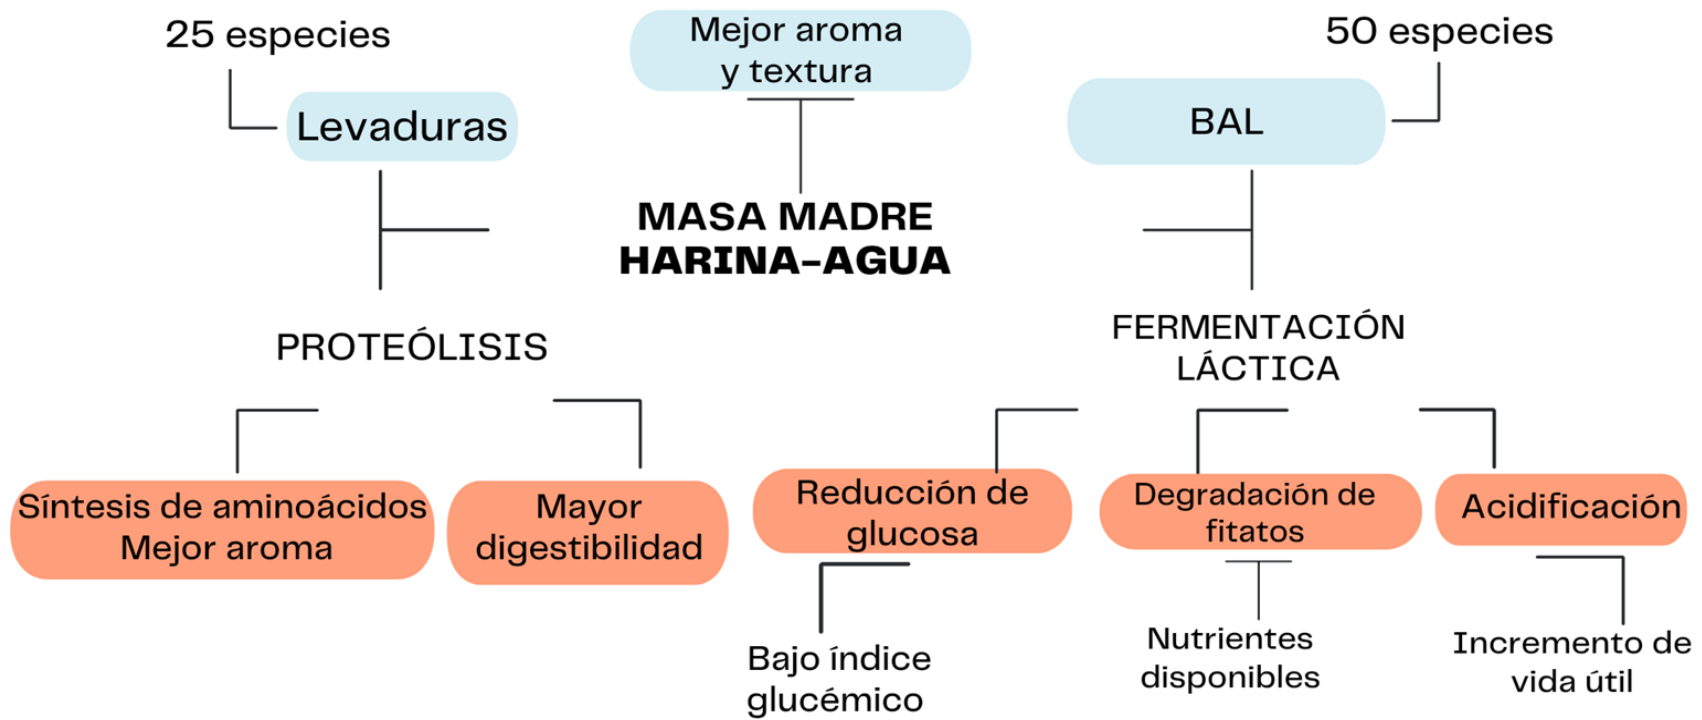 25 especies
Mejor aroma
y textura
50 especies
Levaduras
BAL
MASA MADRE
HARINA-AGUA
PROTEÓLISIS
FERMENTACIÓN
LÁCTICA
Síntesis de aminoácidos
Mejor aroma
Mayor
digestibilidad
Reducción de
glucosa
Degradación de
fitatos
Acidificación
Bajo índice
glucémico
Nutrientes
disponibles
Incremento de
vida útil